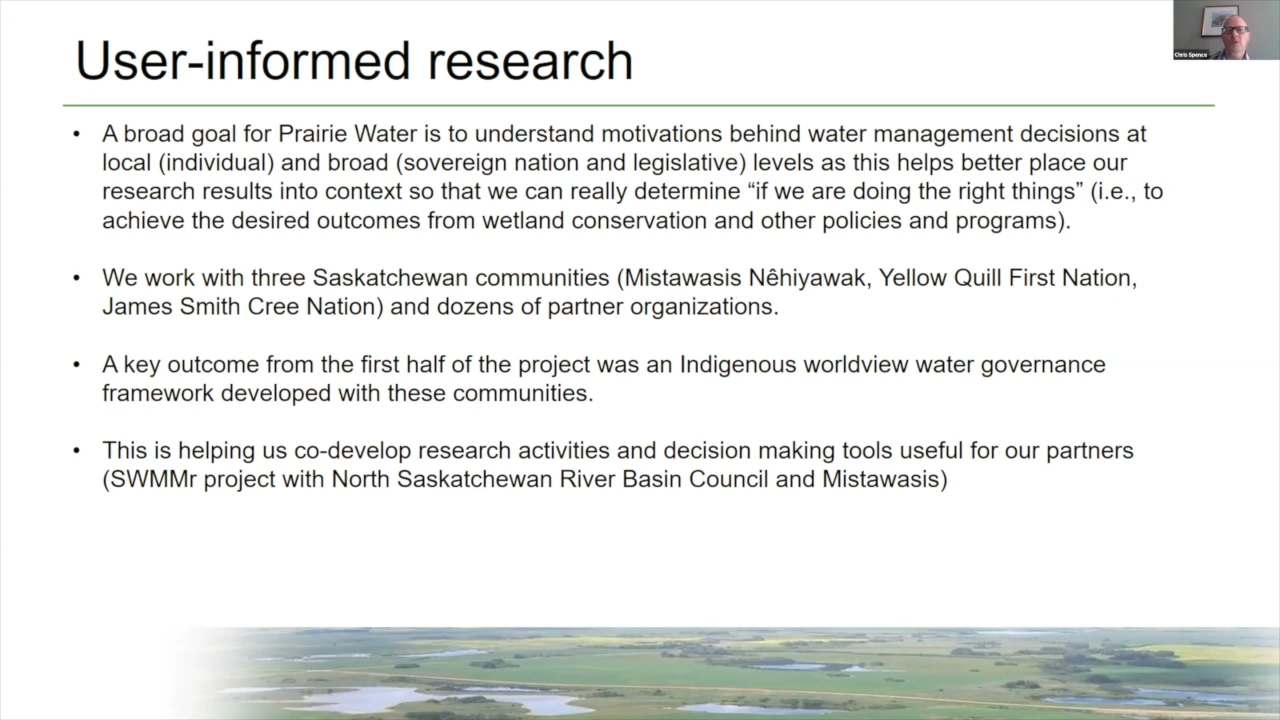 User-informed research
Chris Spence
• A broad goal for Prairie Water is to understand motivations behind water management decisions at
local (individual) and broad (sovereign nation and legislative) levels as this helps better place our
research results into context so that we can really determine “if we are doing the right things” (i.e., to
achieve the desired outcomes from wetland conservation and other policies and programs).
• We work with three Saskatchewan communities (Mistawasis Nêhiyawak, Yellow Quill First Nation,
James Smith Cree Nation) and dozens of partner organizations.
• A key outcome from the first half of the project was an Indigenous worldview water governance
framework developed with these communities.
• This is helping us co-develop research activities and decision making tools useful for our partners
(SWMMr project with North Saskatchewan River Basin Council and Mistawasis)